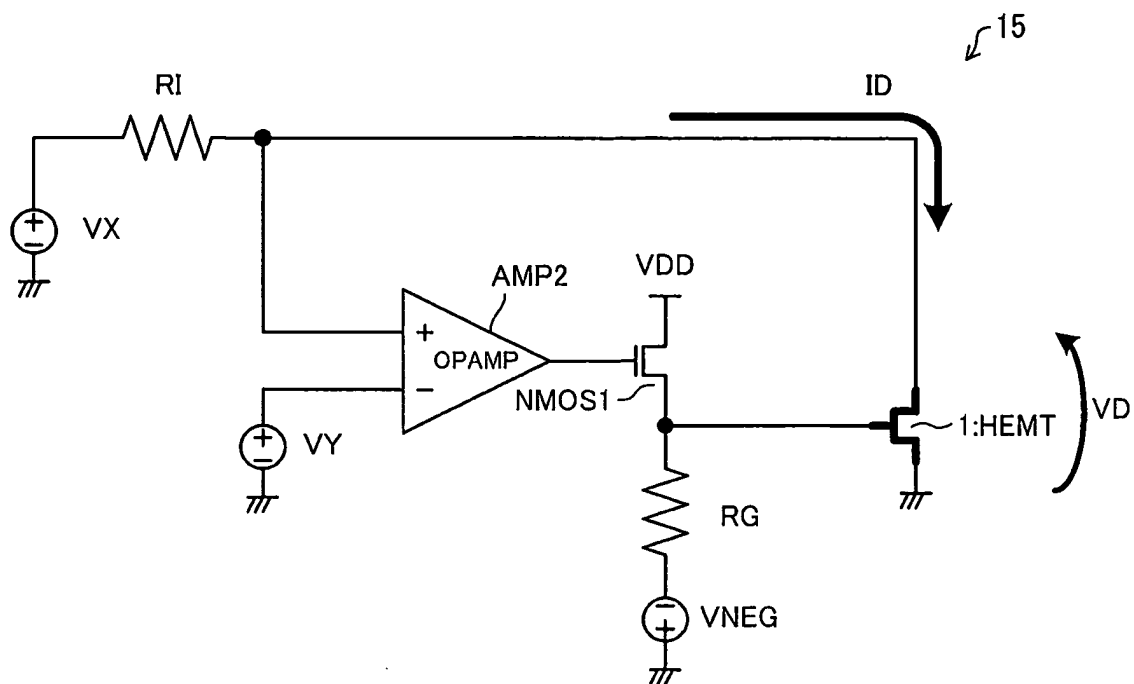 15
RI
ID
VX
AMP2
VDD
+
OPAMP
−
NMOS1
VY
1:HEMT
VD
RG
VNEG